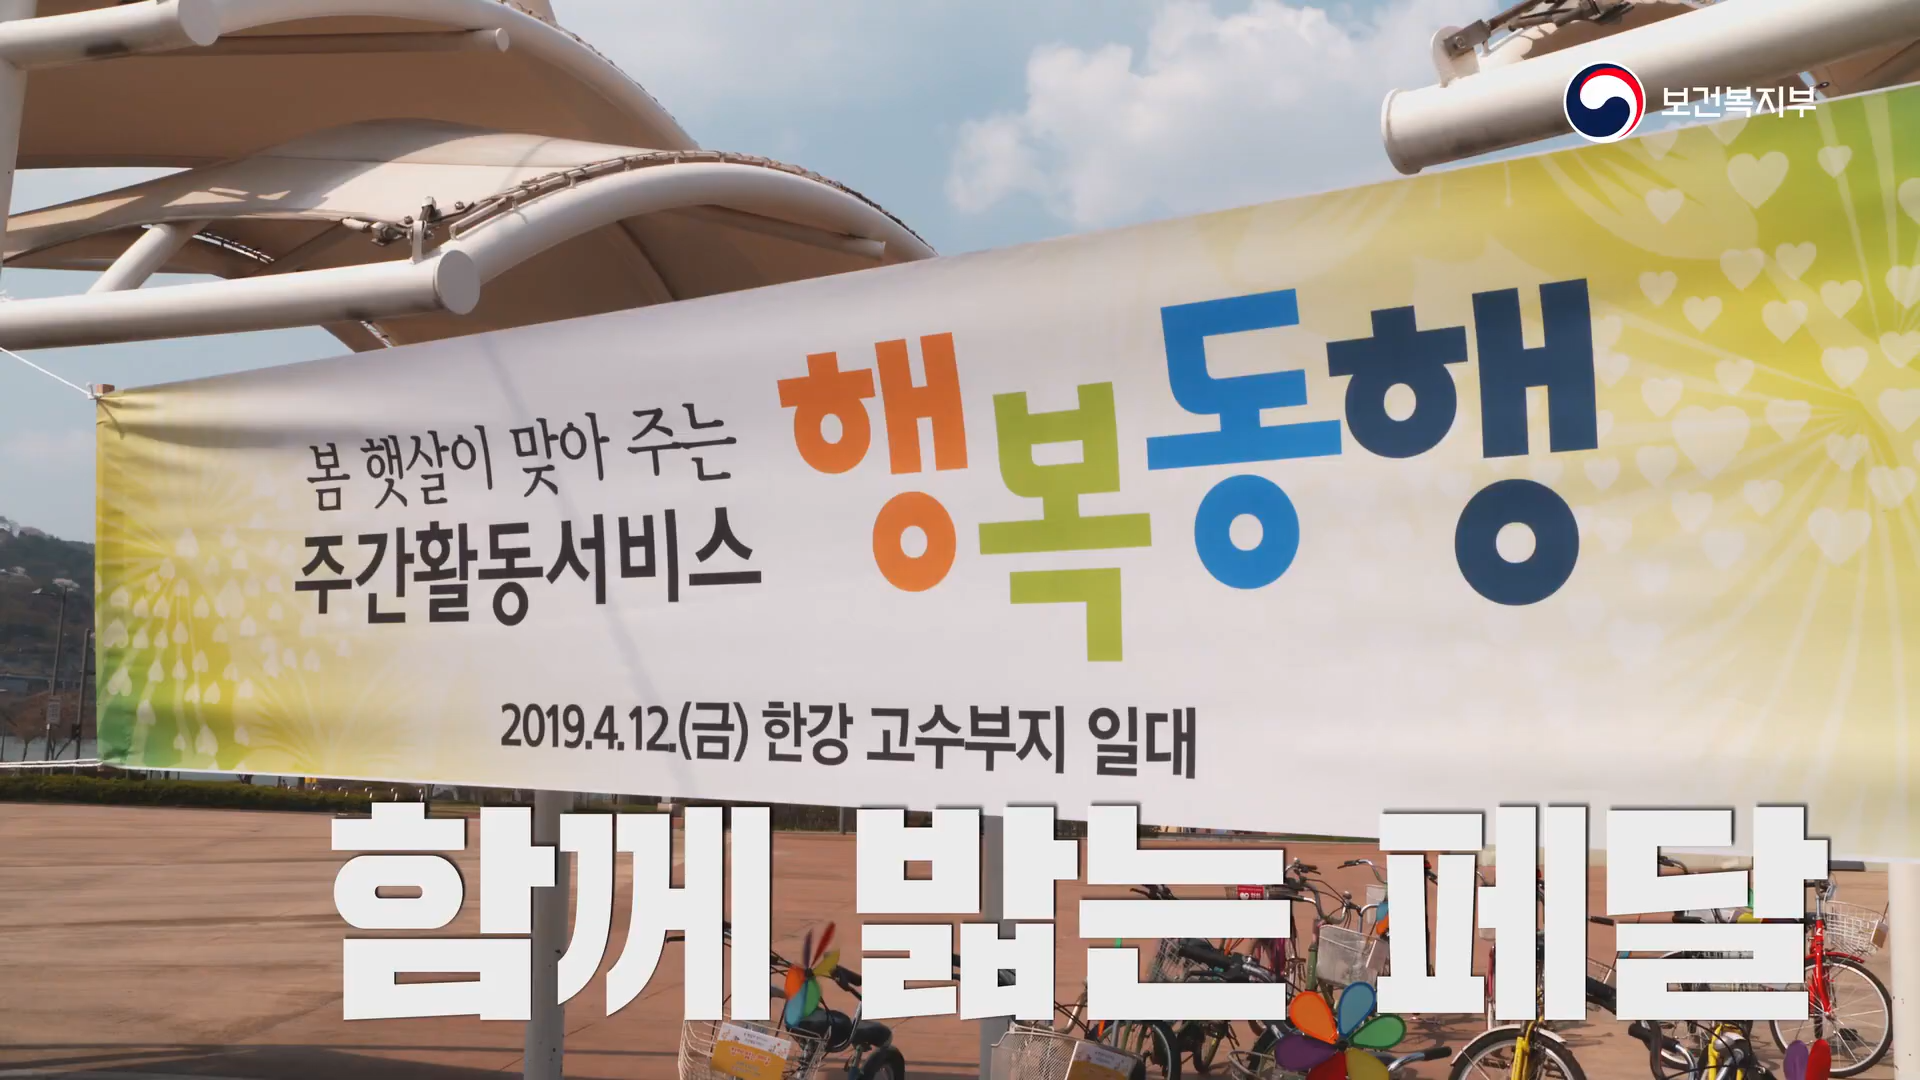 보건복지부
봄 햇살이 맞아 주는
주간활동서비스
행복동행
2019.4.12.(금) 한강 고수부지 일대
함께 밟는 페달